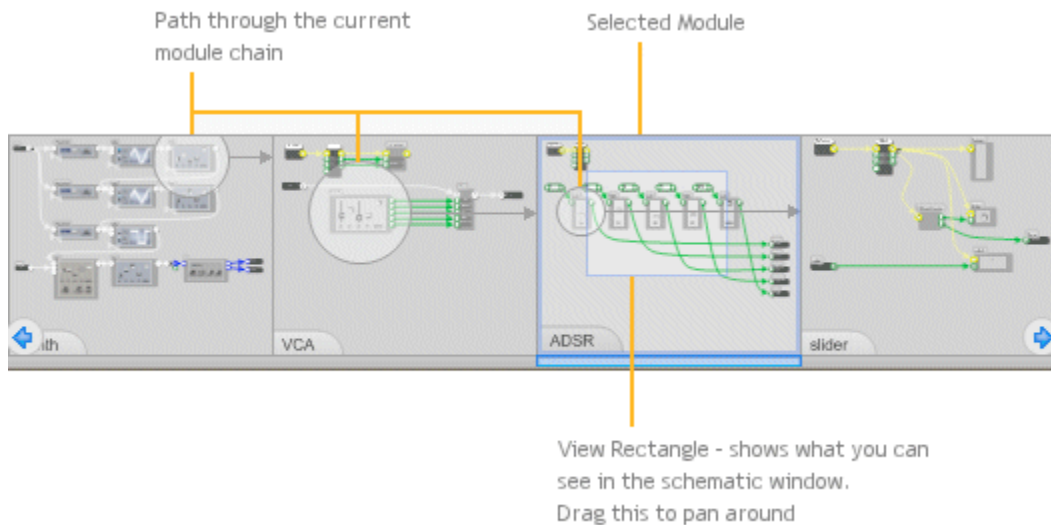 Path through the current
module chain
Selected Module
ith
VCA
ADSR
slider
View Rectangle - shows what you can
see in the schematic window.
Drag this to pan around